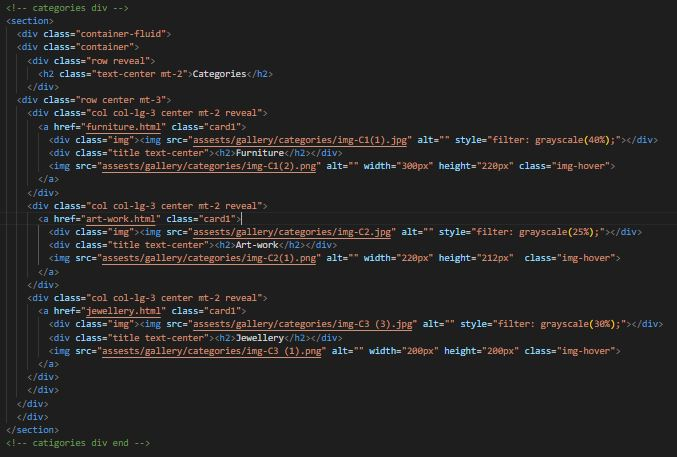 <!-- categories div -->
<section>
<div class="container-fluid">
<div class="container">
<div class="row reveal">
<h2 class="text-center mt-2">Categories</h2>
</div>
<div class="row center mt-3">
<div class="col col-lg-3 center mt-2 reveal">
<a href="furniture.html" class="card1">
<div class="img"><img src="assests/gallery/categories/img-C1(1).jpg" alt="" style="filter: grayscale(40%);"></div>
<div class="title text-center"><h2>Furniture</h2></div>
<img src="assests/gallery/categories/img-C1(2).png" alt="" width="300px" height="220px" class="img-hover">
</a>
</div>
<div class="col col-lg-3 center mt-2 reveal">
<a href="art-work.html" class="card1">
<div class="img"><img src="assests/gallery/categories/img-C2.jpg" alt="" style="filter: grayscale(25%);"></div>
<div class="title text-center"><h2>Art-work</h2></div>
<img src="assests/gallery/categories/img-C2(1).png" alt="" width="220px" height="212px"  class="img-hover">
</a>
</div>
<div class="col col-lg-3 center mt-2 reveal">
<a href="jewellery.html" class="card1">
<div class="img"><img src="assests/gallery/categories/img-C3 (3).jpg" alt="" style="filter: grayscale(30%);"></div>
<div class="title text-center"><h2>Jewellery</h2></div>
<img src="assests/gallery/categories/img-C3 (1).png" alt="" width="200px" height="200px" class="img-hover">
</a>
</div>
</div>
</div>
</div>
</section>
<!-- catigories div end -->